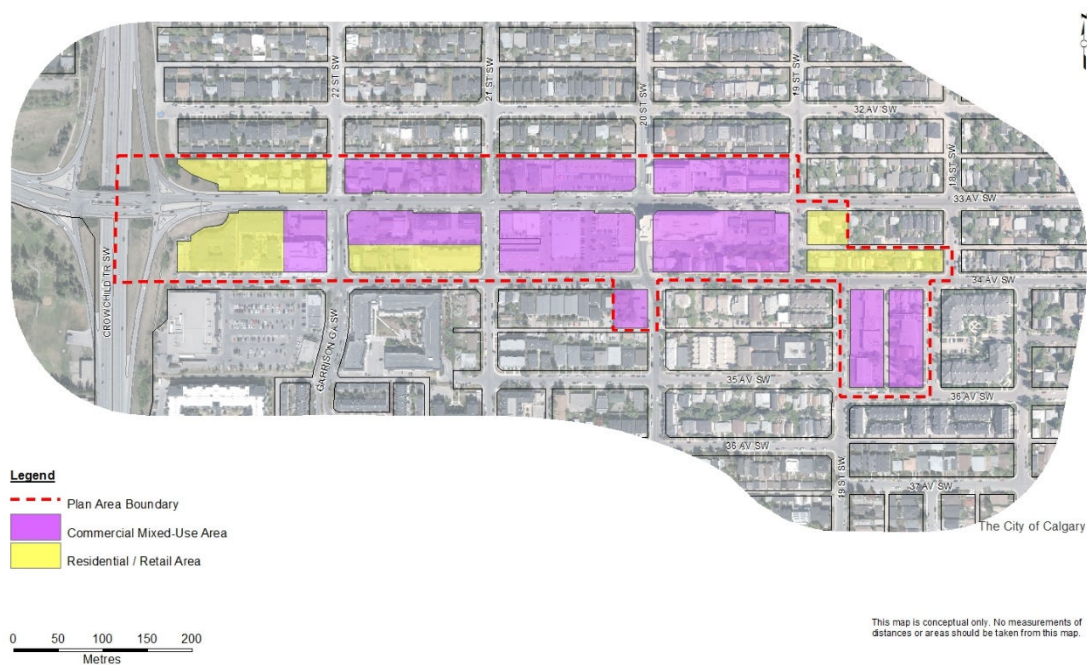 22 ST SW
21 ST SW
20 ST SW
19 ST SW
32 AV SW
18 ST SW
33 AV SW
34 AV SW
CROWCHILD TR SW
GARRISON GA SW
35 AV SW
36 AV SW
36 AV SW
19 ST SW
37 AV SW
The City of Calgary
Legend
Plan Area Boundary
Commercial Mixed-Use Area
Residential / Retail Area
0 50 100 150 200
Metres
This map is conceptual only. No measurements of
distances or areas should be taken from this map.